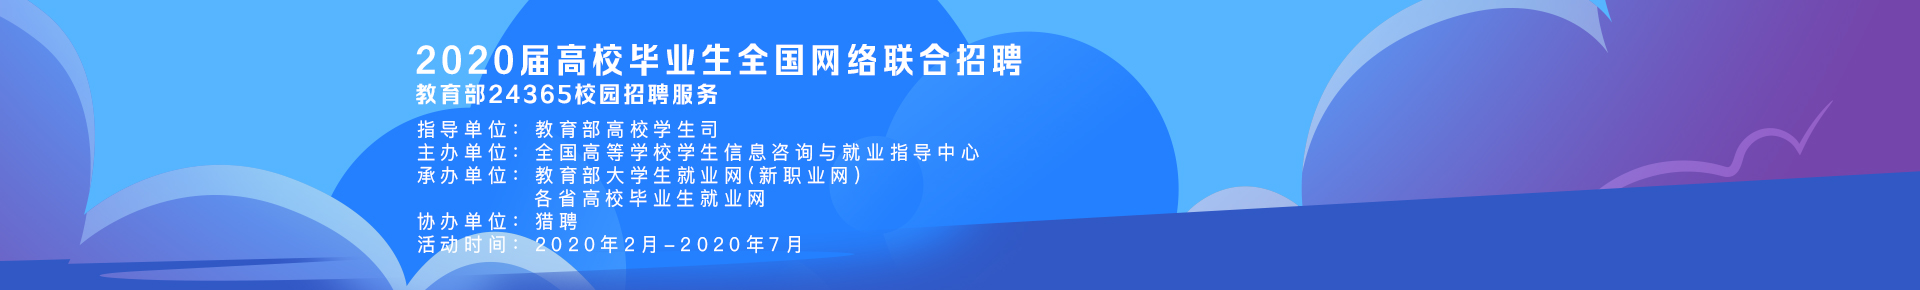 2020届高校毕业生全国网络联合招聘
教育部24365校园招聘服务
指导单位：教育部高校学生司
主办单位：全国高等学校学生信息咨询与就业指导中心
承办单位：教育部大学生就业网(新职业网)
各省高校毕业生就业网
协办单位：猎聘
活动时间：2020年2月-2020年7月